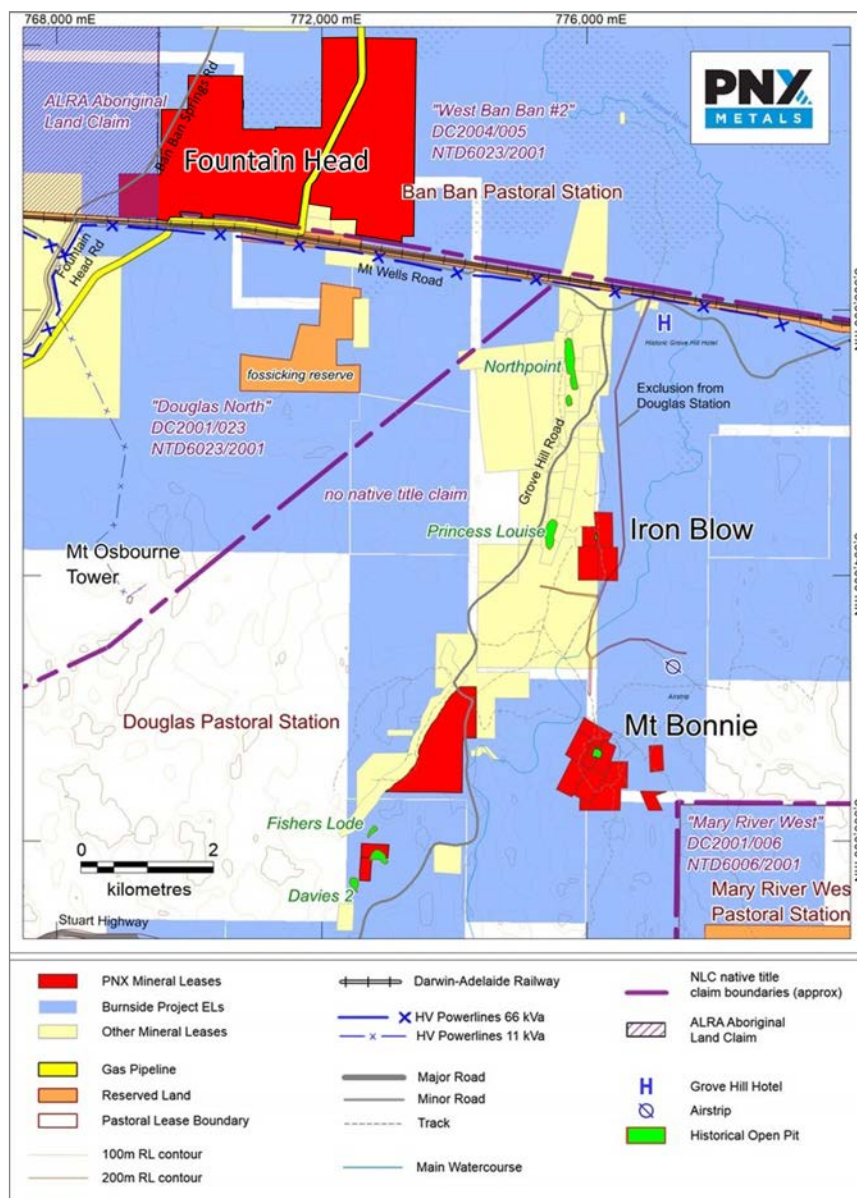 768,000 mE
772,000 mE
776,000 mE
PNX
METALS
ALRA Aboriginal
Land Claim
Ban Ban Springs Rd
Fountain Head
"West Ban Ban #2"
DC2004/005
NTD6023/2001
Ban Ban Pastoral Station
Fountain
Head Rd
Mt Wells Road
H
Historic Grove Hill Hotel
fossicking reserve
Northpoint
Exclusion from
Douglas Station
"Douglas North"
DC2001/023
NTD6023/2001
Grove Hill Road
no native title claim
Princess Louise
Iron Blow
Mt Osbourne
Tower
Airstrip
Douglas Pastoral Station
Mt Bonnie
Fishers Lode
"Mary River West"
DC2001/006
NTD6006/2001
0 2
kilometres
Davies 2
Mary River Wes
Pastoral Station
Stuart Highway
PNX Mineral Leases
Burnside Project ELs
Other Mineral Leases
Gas Pipeline
Reserved Land
Pastoral Lease Boundary
100m RL contour
200m RL contour
Darwin-Adelaide Railway
HV Powerlines 66 kVa
HV Powerlines 11 kVa
Major Road
Minor Road
Track
Main Watercourse
NLC native title
claim boundaries (approx)
ALRA Aboriginal
Land Claim
H Grove Hill Hotel
Airstrip
Historical Open Pit